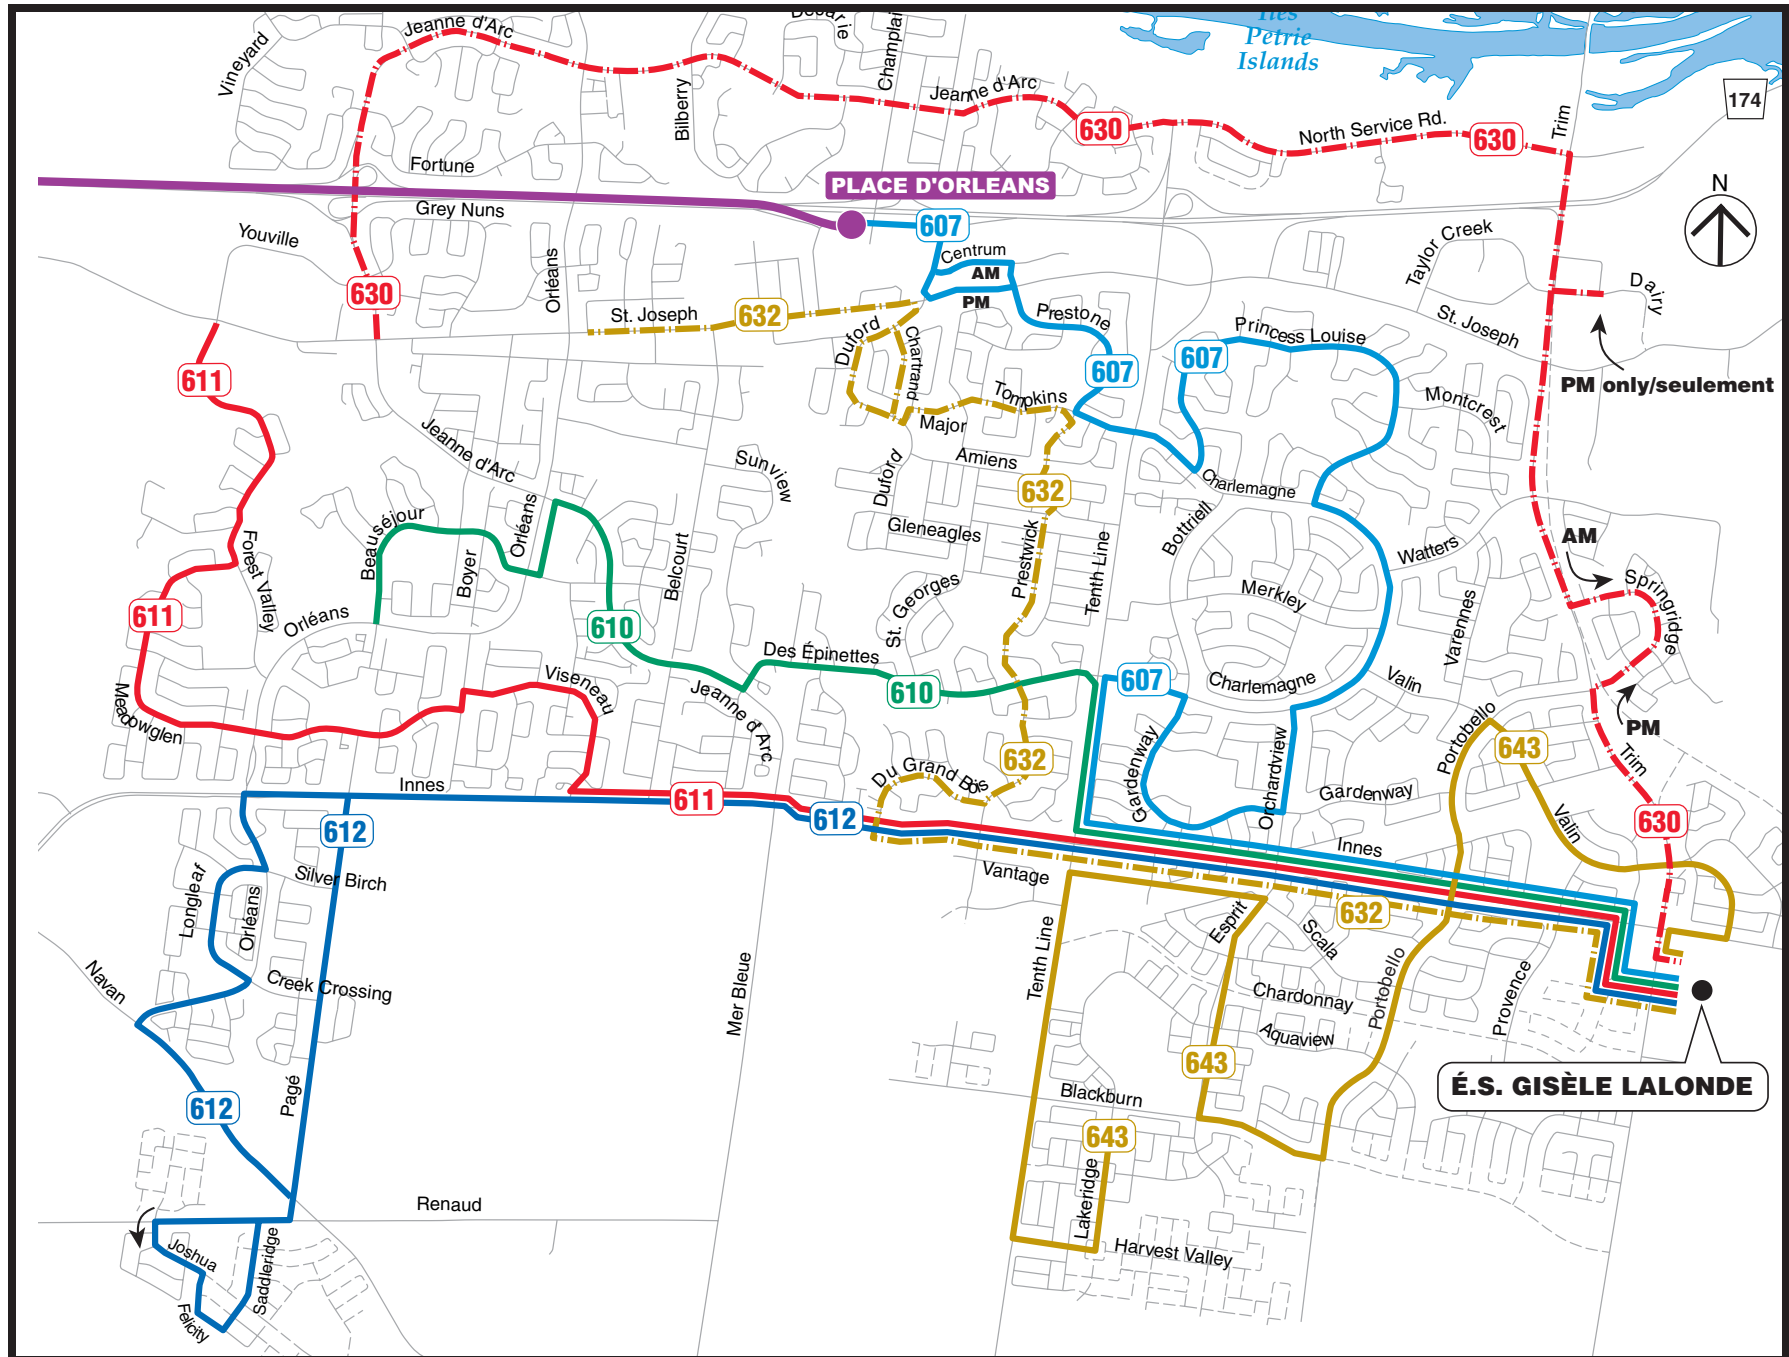 Îles
Petrie
Islands
Desarie
Champlain
Jeanne d'Arc
Vineyard
Bilberry
Jeanne d'Arc
630
North Service Rd.
630
Trim
174
Fortune
PLACE D'ORLEANS
Grey Nuns
607
N
Youville
Orléans
Centrum
AM
PM
Taylor Creek
Dairy
630
St. Joseph
632
Prestone
Princess Louise
St. Joseph
Duford
Chartrand
607
607
PM only/seulement
611
Tompkins
Montcrest
Major
Jeanne d'Arc
Amiens
Sunview
Duford
632
Charlemagne
Orléans
Beauséjour
Gleneagles
Bottriell
AM
Watters
Forest Valley
Boyer
Belcourt
Prestwick
Tenth Line
Springridge
St. Georges
Merkley
Varennes
611
Orléans
610
Des Épinettes
Viseneau
610
607
Charlemagne
Valin
Meadowglen
Jeanne d'Arc
Portobello
PM
643
632
Gardenway
Orchardview
Trim
Du Grand Bois
Innes
611
Gardenway
Valin
612
612
630
Innes
Longleaf
Silver Birch
Vantage
Orléans
632
Esprit
Scala
Tenth Line
Navan
Creek Crossing
Mer Bleue
Chardonnay
Portobello
Provence
Aquaview
643
Pagé
612
Blackburn
É.S. GISÈLE LALONDE
643
Lakeridge
Renaud
Joshua
Saddleridge
Harvest Valley
Felicity